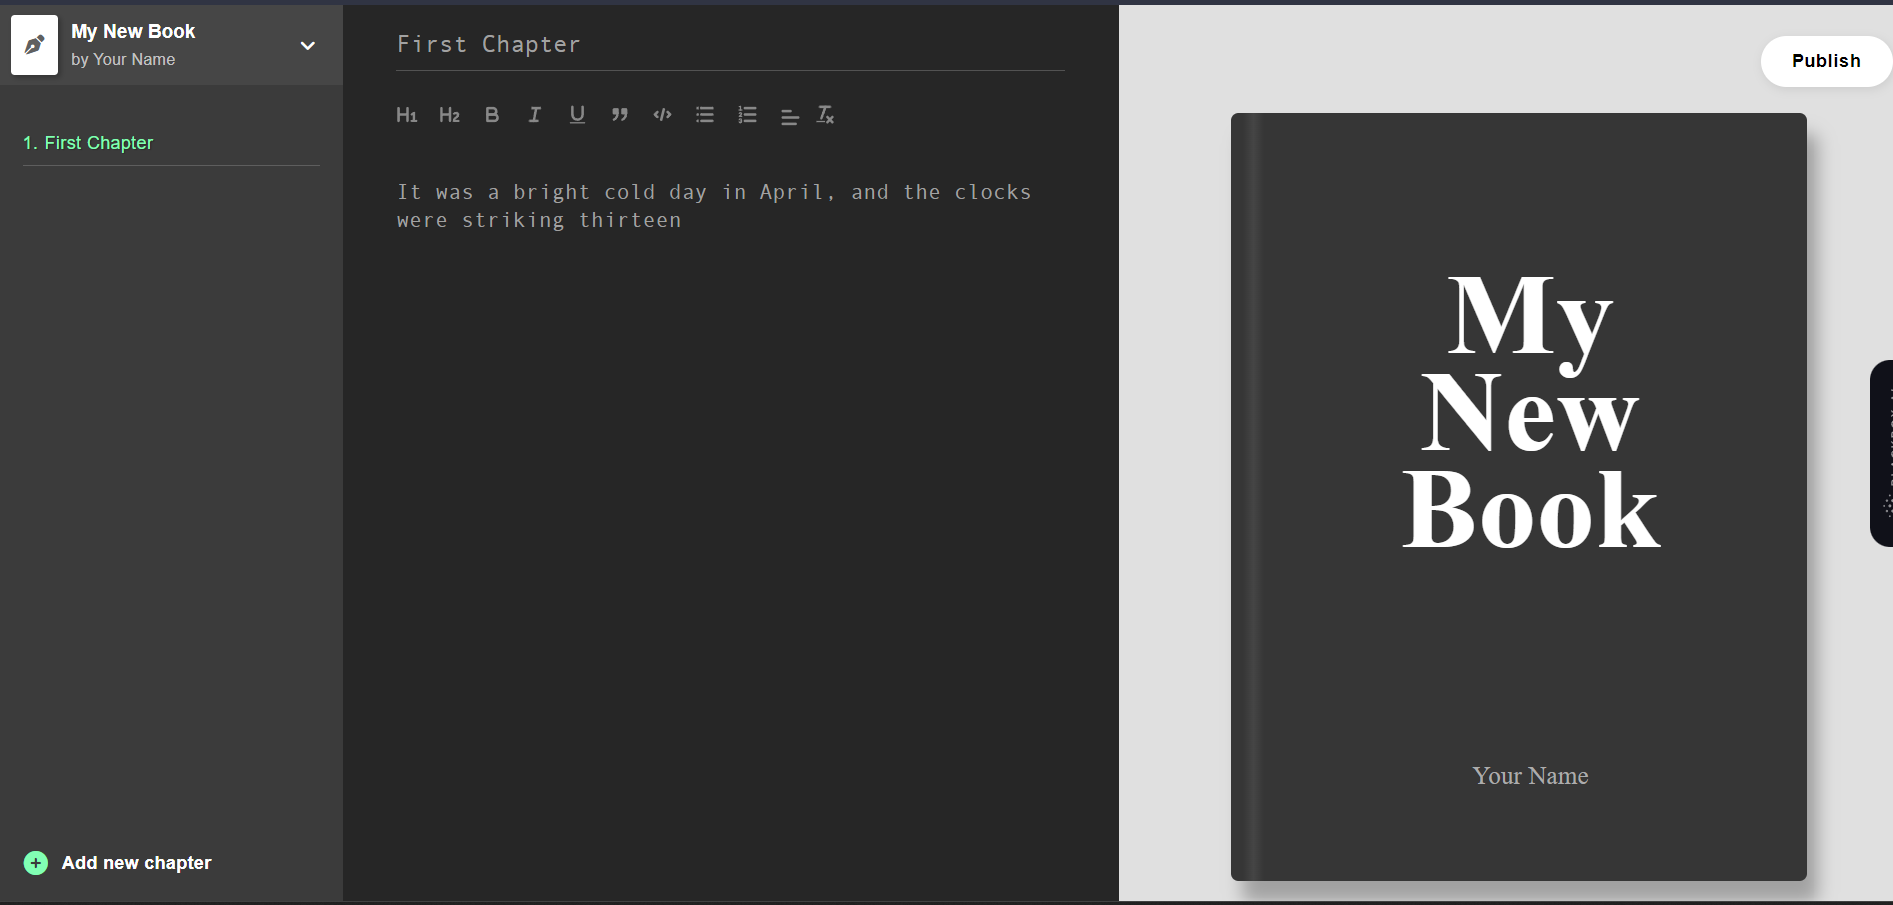 My New Book
by Your Name
1. First Chapter
Add new chapter
First Chapter
H1 H2 B I U
It was a bright cold day in April, and the clocks
were striking thirteen
Publish
My
New
Book
Your Name